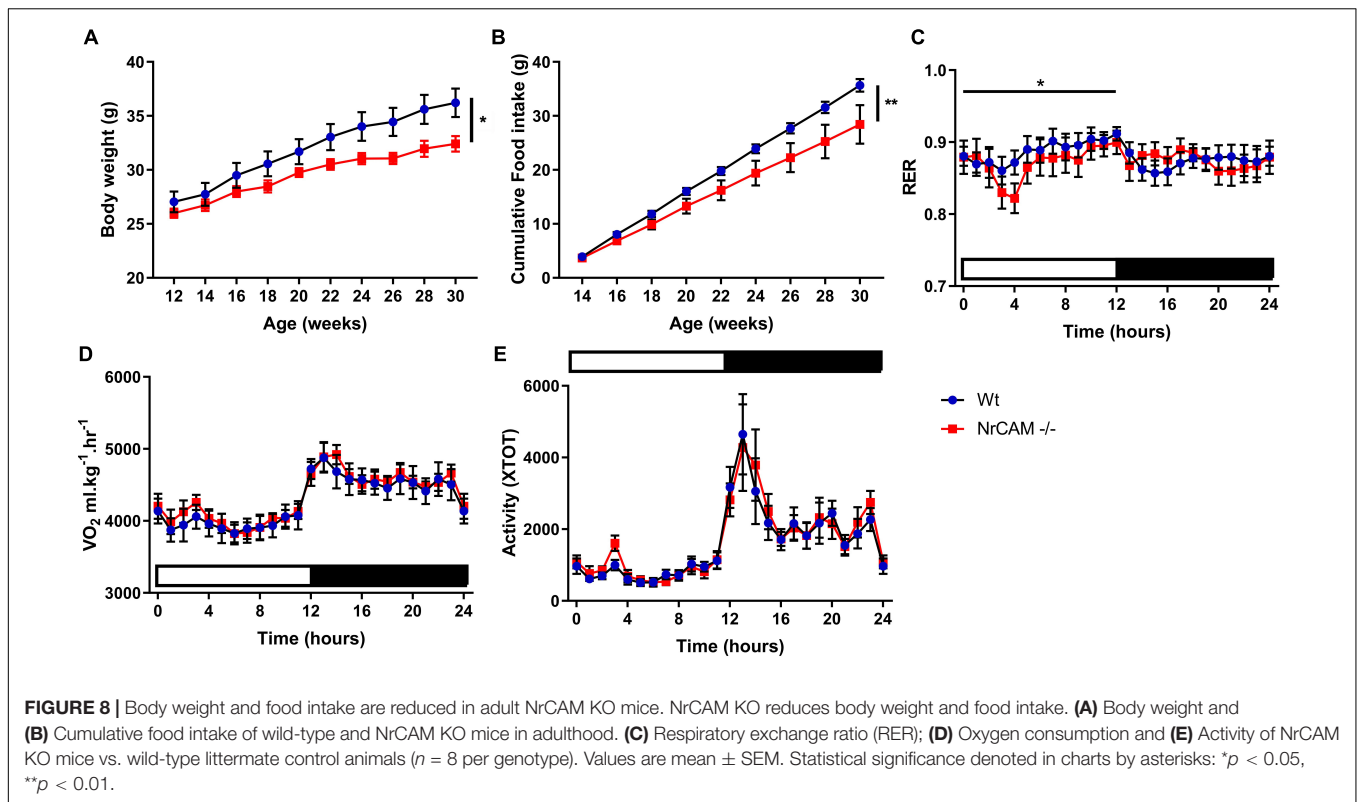 A
Body weight (g)
40
35
30
25
20
12 14 16 18 20 22 24 26 28 30
Age (weeks)
*
B
Cumulative Food intake (g)
40
30
20
10
0
14 16 18 20 22 24 26 28 30
Age (weeks)
**
C
RER
1.0
0.9
0.8
0.7
0 4 8 12 16 20 24
Time (hours)
*
D
VO2 ml.kg-1.hr-1
6000
5000
4000
3000
0 4 8 12 16 20 24
Time (hours)
E
Activity (XTOT)
6000
4000
2000
0
0 4 8 12 16 20 24
Time (hours)
Wt
NrCAM -/-
FIGURE 8 | Body weight and food intake are reduced in adult NrCAM KO mice. NrCAM KO reduces body weight and food intake. (A) Body weight and
(B) Cumulative food intake of wild-type and NrCAM KO mice in adulthood. (C) Respiratory exchange ratio (RER); (D) Oxygen consumption and (E) Activity of NrCAM
KO mice vs. wild-type littermate control animals (n = 8 per genotype). Values are mean ± SEM. Statistical significance denoted in charts by asterisks: *p < 0.05,
**p < 0.01.